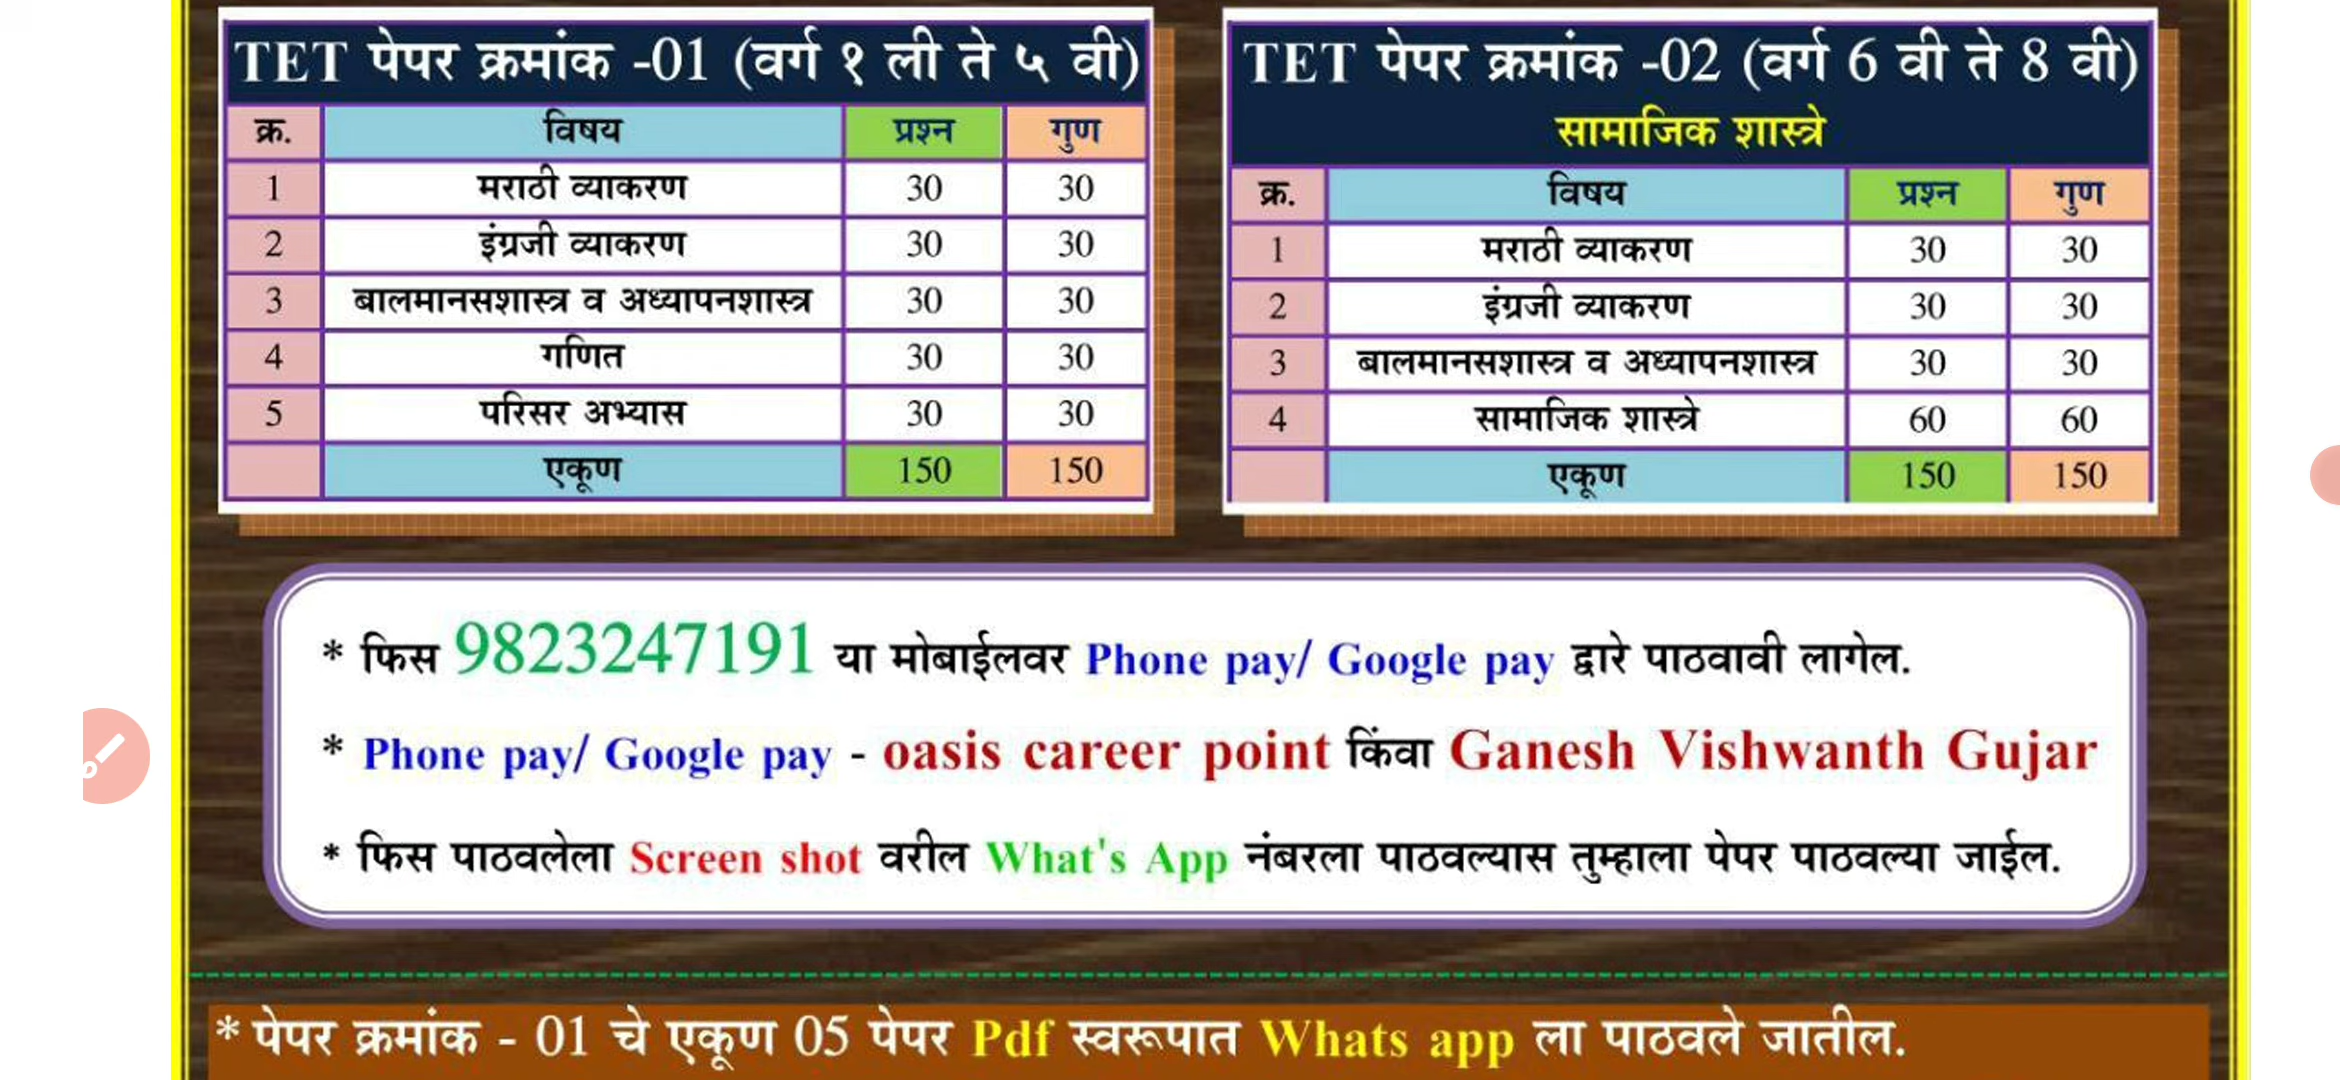 TET पेपर क्रमांक -01 (वर्ग १ ली ते ५ वी)
क्र. विषय प्रश्न गुण
1 मराठी व्याकरण 30 30
2 इंग्रजी व्याकरण 30 30
3 बालमानसशास्त्र व अध्यापनशास्त्र 30 30
4 गणित 30 30
5 परिसर अभ्यास 30 30
एकूण 150 150
TET पेपर क्रमांक -02 (वर्ग 6 वी ते 8 वी)
सामाजिक शास्त्रे
क्र. विषय प्रश्न गुण
1 मराठी व्याकरण 30 30
2 इंग्रजी व्याकरण 30 30
3 बालमानसशास्त्र व अध्यापनशास्त्र 30 30
4 सामाजिक शास्त्रे 60 60
एकूण 150 150
* फिस 9823247191 या मोबाईलवर Phone pay/ Google pay द्वारे पाठवावी लागेल.
* Phone pay/ Google pay - oasis career point किंवा Ganesh Vishwanth Gujar
* फिस पाठवलेला Screen shot वरील What's App नंबरला पाठवल्यास तुम्हाला पेपर पाठवल्या जाईल.
* पेपर क्रमांक - 01 चे एकूण 05 पेपर Pdf स्वरूपात Whats app ला पाठवले जातील.